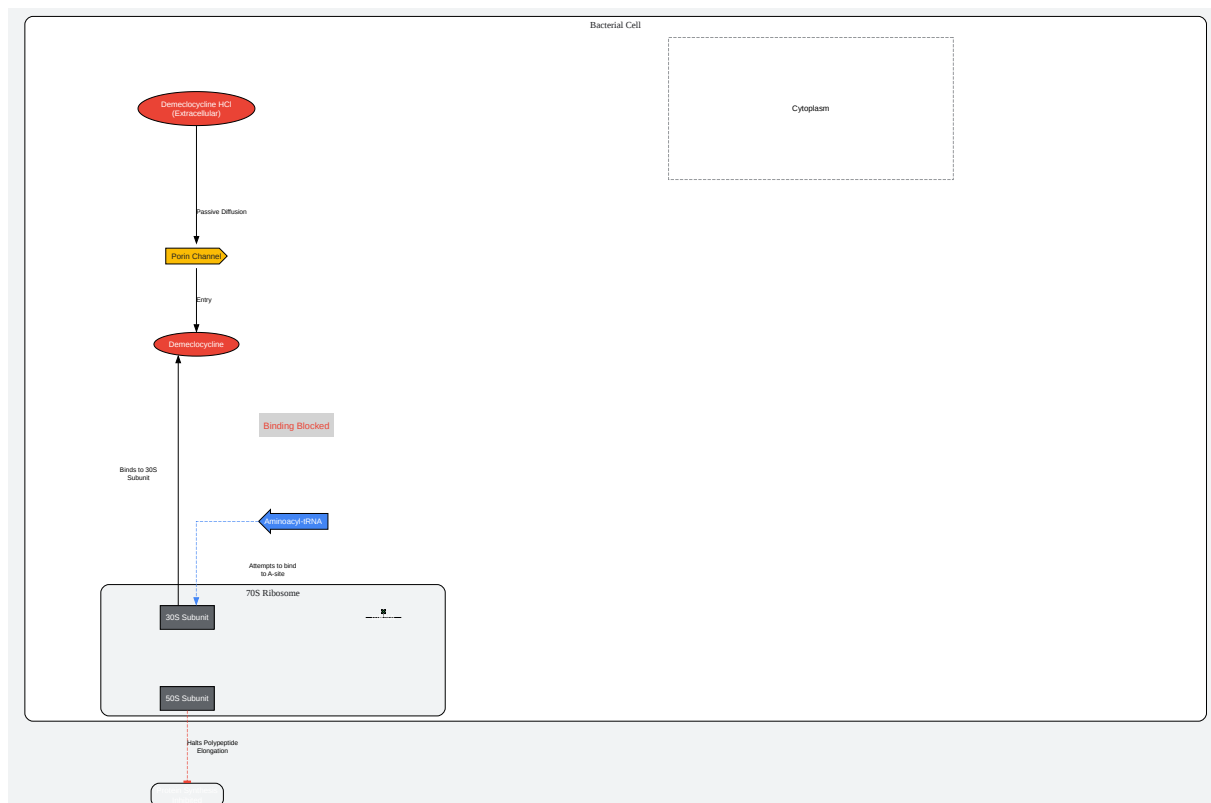 Bacterial Cell
Cytoplasm
Demeclocycline HCl
(Extracellular)
Passive Diffusion
Porin Channel
Entry
Demeclocycline
Binding Blocked
Binds to 30S
Subunit
Aminoacyl-tRNA
Attempts to bind
to A-site
70S Ribosome
30S Subunit
50S Subunit
Halts Polypeptide
Elongation